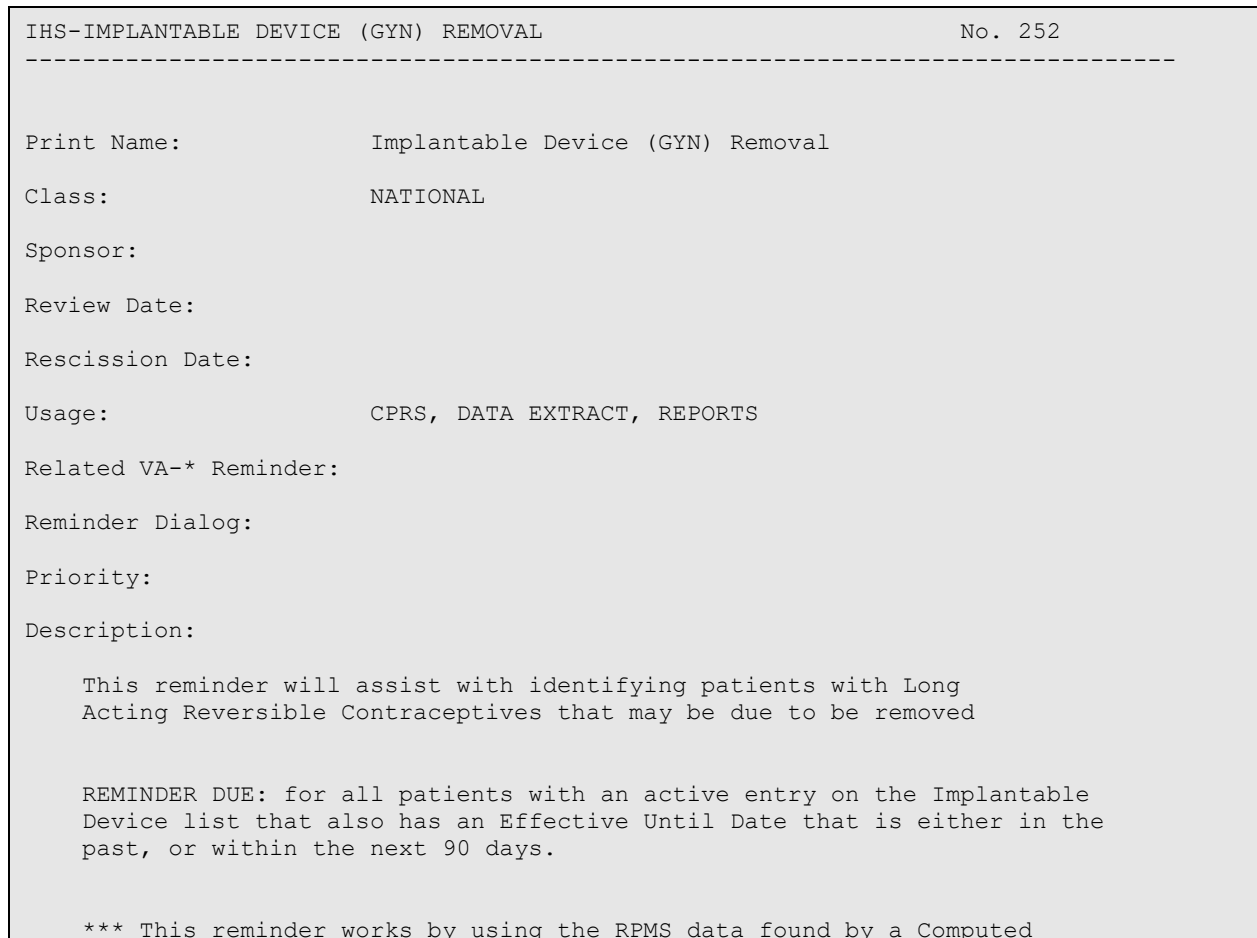 IHS-IMPLANTABLE DEVICE (GYN) REMOVAL No. 252
--------------------------------------------------------------------------------
Print Name: Implantable Device (GYN) Removal
Class: NATIONAL
Sponsor:
Review Date:
Rescission Date:
Usage: CPRS, DATA EXTRACT, REPORTS
Related VA-* Reminder:
Reminder Dialog:
Priority:
Description:
This reminder will assist with identifying patients with Long
Acting Reversible Contraceptives that may be due to be removed
REMINDER DUE: for all patients with an active entry on the Implantable
Device list that also has an Effective Until Date that is either in the
past, or within the next 90 days.
*** This reminder works by using the RPMS data found by a Computed